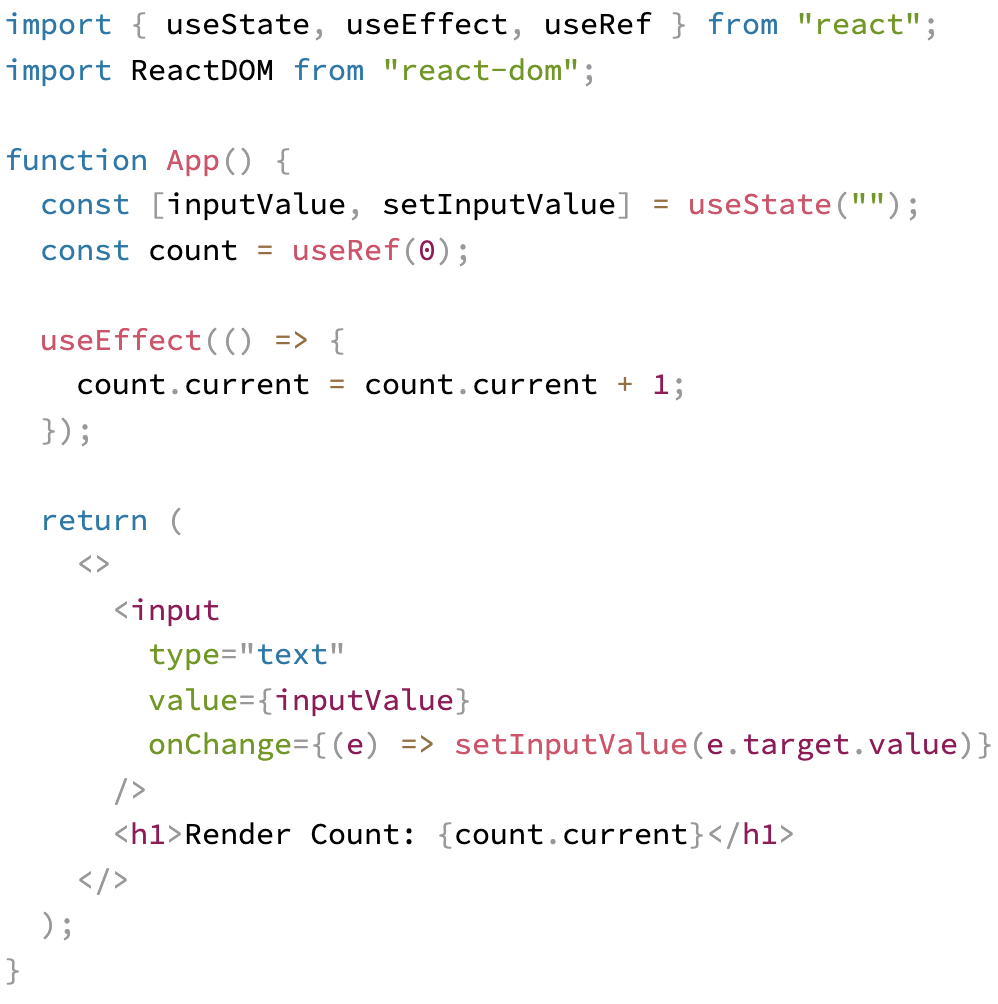 import { useState, useEffect, useRef } from "react";
import ReactDOM from "react-dom";

function App() {
  const [inputValue, setInputValue] = useState("");
  const count = useRef(0);

  useEffect(() => {
    count.current = count.current + 1;
  });

  return (
    <>
      <input
        type="text"
        value={inputValue}
        onChange={(e) => setInputValue(e.target.value)}
      />
      <h1>Render Count: {count.current}</h1>
    </>
  );
}